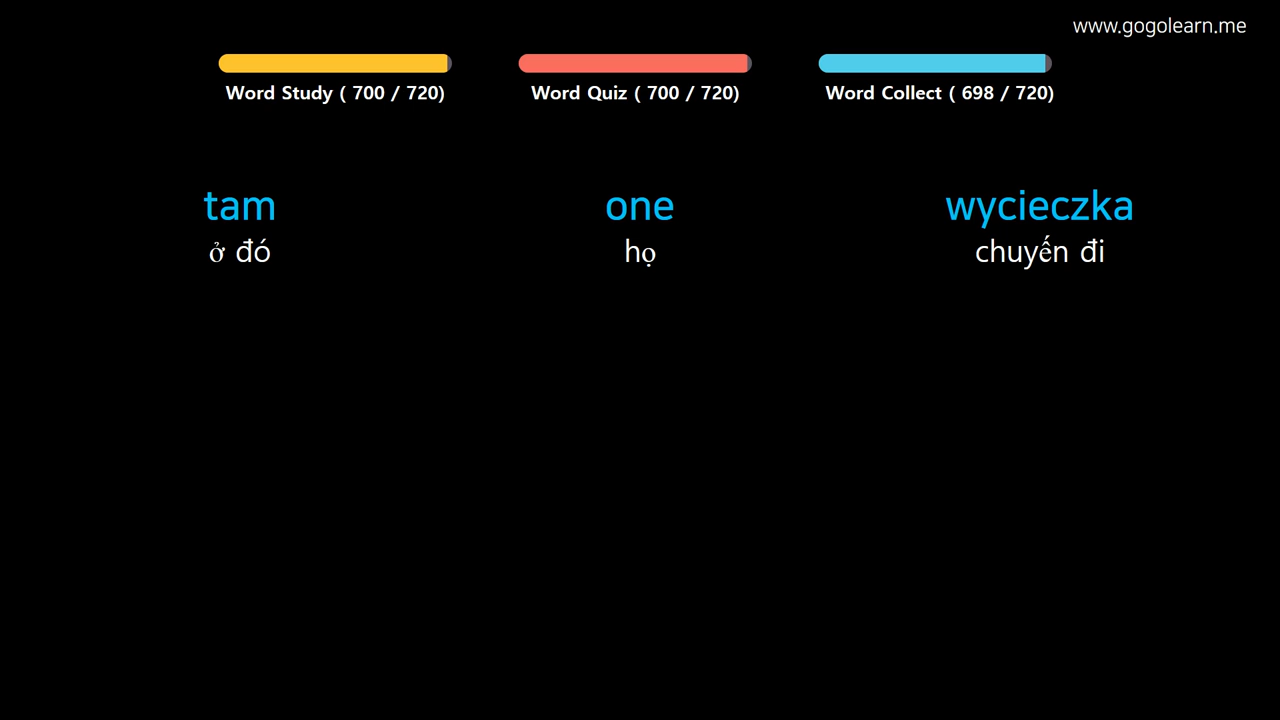 www.gogolearn.me
Word Study ( 700 / 720)
Word Quiz ( 700 / 720)
Word Collect ( 698 / 720)
tam
ở đó
one
họ
wycieczka
chuyến đi